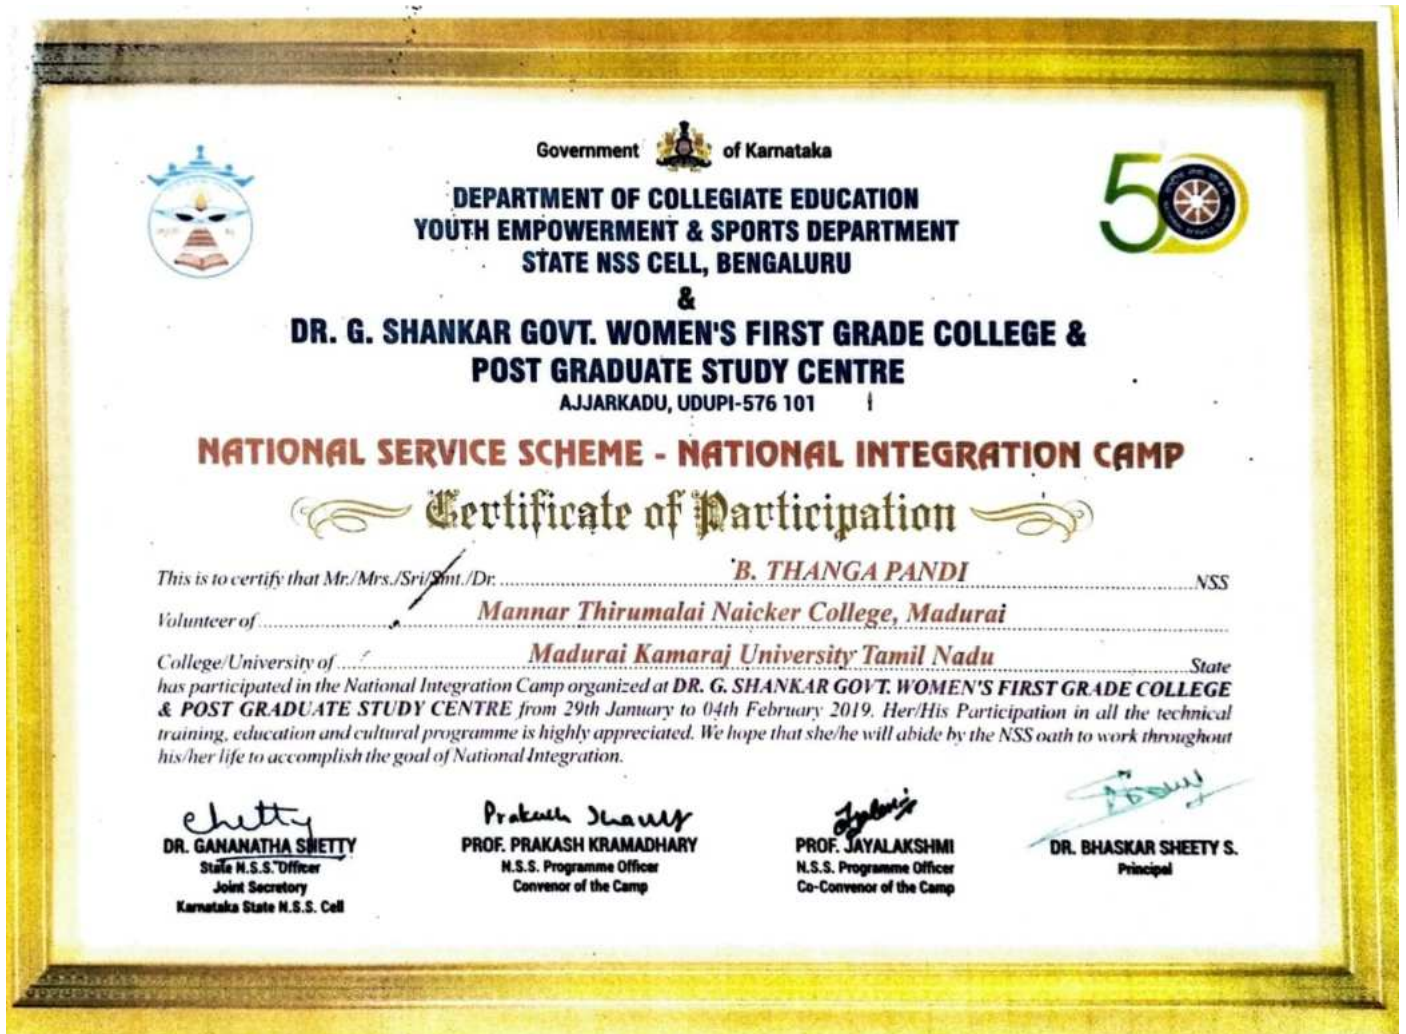 Government of Karnataka
DEPARTMENT OF COLLEGIATE EDUCATION
YOUTH EMPOWERMENT & SPORTS DEPARTMENT
STATE NSS CELL, BENGALURU
&
DR. G. SHANKAR GOVT. WOMEN'S FIRST GRADE COLLEGE &
POST GRADUATE STUDY CENTRE
AJJARKADU, UDUPI-576 101
50
NATIONAL SERVICE SCHEME - NATIONAL INTEGRATION CAMP
Certificate of Participation
This is to certify that Mr./Mrs./Sri/Smt./Dr. B. THANGA PANDI NSS
Volunteer of Mannar Thirumalai Naicker College, Madurai
College/University of Madurai Kamaraj University Tamil Nadu State
has participated in the National Integration Camp organized at DR. G. SHANKAR GOVT. WOMEN'S FIRST GRADE COLLEGE
& POST GRADUATE STUDY CENTRE from 29th January to 04th February 2019. Her/His Participation in all the technical
training, education and cultural programme is highly appreciated. We hope that she/he will abide by the NSS oath to work throughout
his/her life to accomplish the goal of National Integration.
Chetty
DR. GANANATHA SHETTY
State N.S.S. Officer
Joint Secretary
Karnataka State N.S.S. Cell
Prakash
PROF. PRAKASH KRAMADHARY
N.S.S. Programme Officer
Convenor of the Camp
PROF. JAYALAKSHMI
N.S.S. Programme Officer
Co-Convenor of the Camp
DR. BHASKAR SHEETY S.
Principal